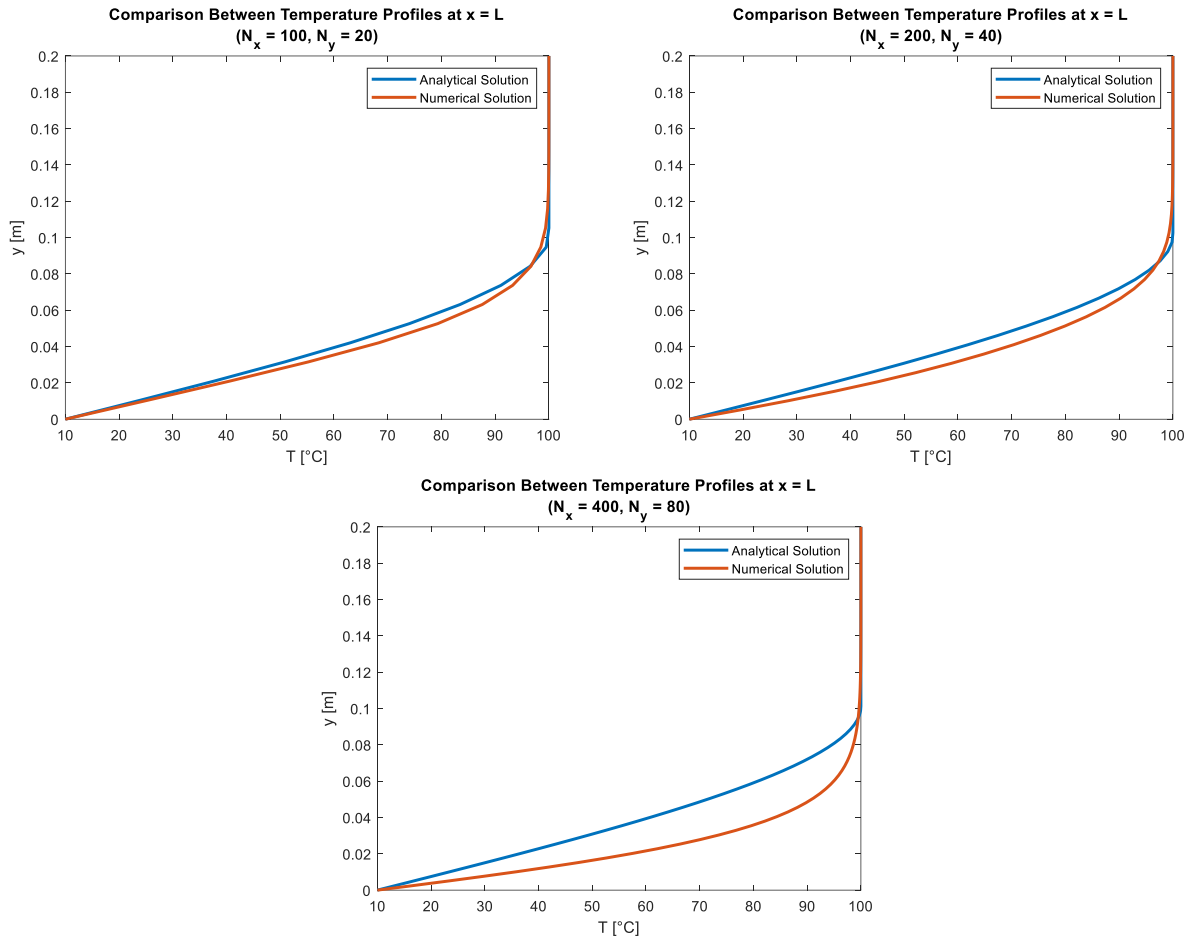 Comparison Between Temperature Profiles at x = L
(Nx = 100, Ny = 20)
0.2
0.18
0.16
0.14
0.12
0.1
0.08
0.06
0.04
0.02
0
y [m]
Analytical Solution
Numerical Solution
10 20 30 40 50 60 70 80 90 100
T [°C]
Comparison Between Temperature Profiles at x = L
(Nx = 200, Ny = 40)
0.2
0.18
0.16
0.14
0.12
0.1
0.08
0.06
0.04
0.02
0
y [m]
Analytical Solution
Numerical Solution
10 20 30 40 50 60 70 80 90 100
T [°C]
Comparison Between Temperature Profiles at x = L
(Nx = 400, Ny = 80)
0.2
0.18
0.16
0.14
0.12
0.1
0.08
0.06
0.04
0.02
0
y [m]
Analytical Solution
Numerical Solution
10 20 30 40 50 60 70 80 90 100
T [°C]